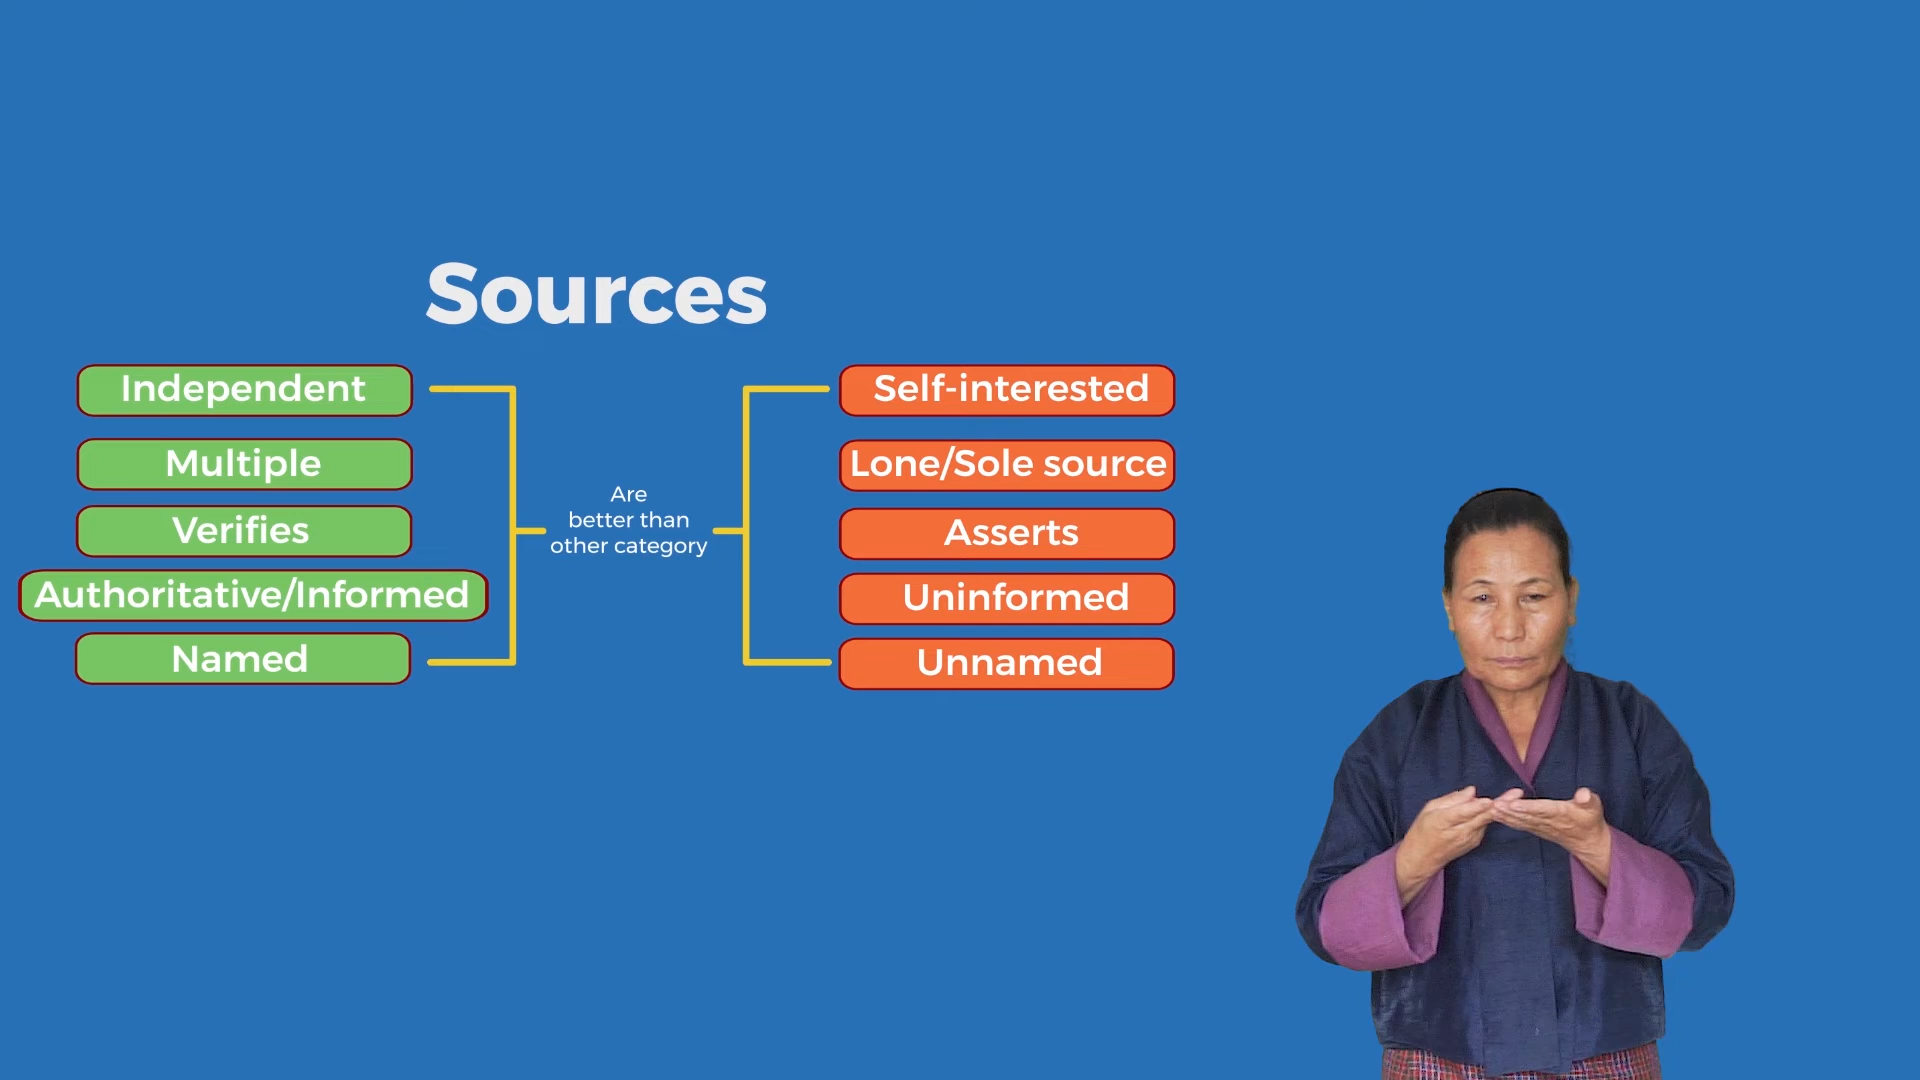 Sources
Independent
Multiple
Verifies
Authoritative/Informed
Named
Are
better than
other category
Self-interested
Lone/Sole source
Asserts
Uninformed
Unnamed